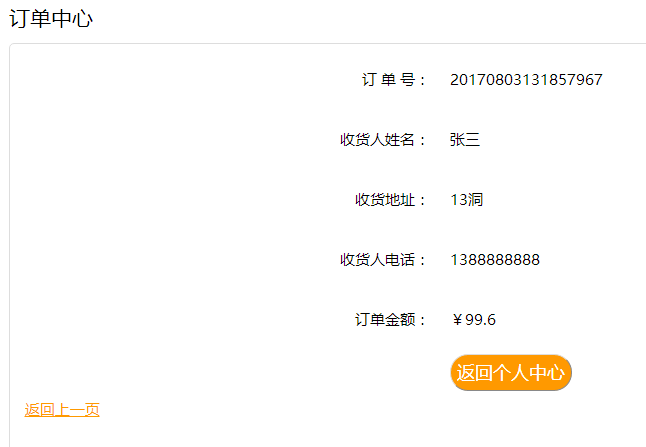 订单中心
订 单 号： 20170803131857967
收货人姓名： 张三
收货地址： 13洞
收货人电话： 1388888888
订单金额： ￥99.6
返回个人中心
返回上一页